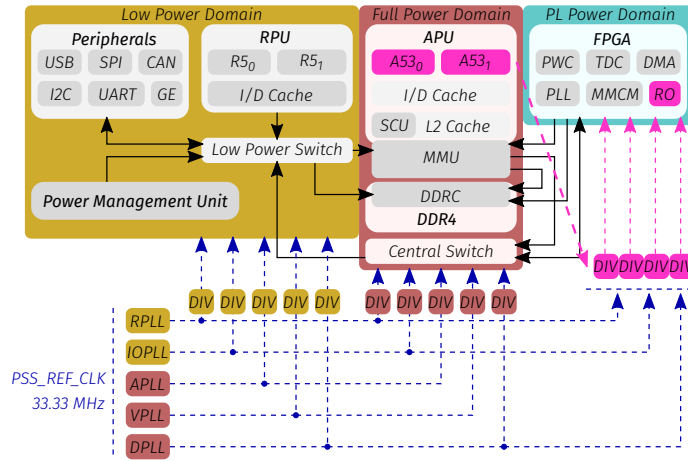 Low Power Domain
Full Power Domain
PL Power Domain
Peripherals
USB SPI CAN
I2C UART GE
RPU
R5₀ R5₁
I/D Cache
APU
A53₀ A53₁
I/D Cache
SCU L2 Cache
FPGA
PWC TDC DMA
PLL MMCM RO
Low Power Switch
MMU
Power Management Unit
DDRC
DDR4
Central Switch
DIV DIV DIV DIV
DIV DIV DIV DIV DIV
DIV DIV DIV DIV DIV
RPLL
IOPLL
PSS_REF_CLK
33.33 MHz
APLL
VPLL
DPLL